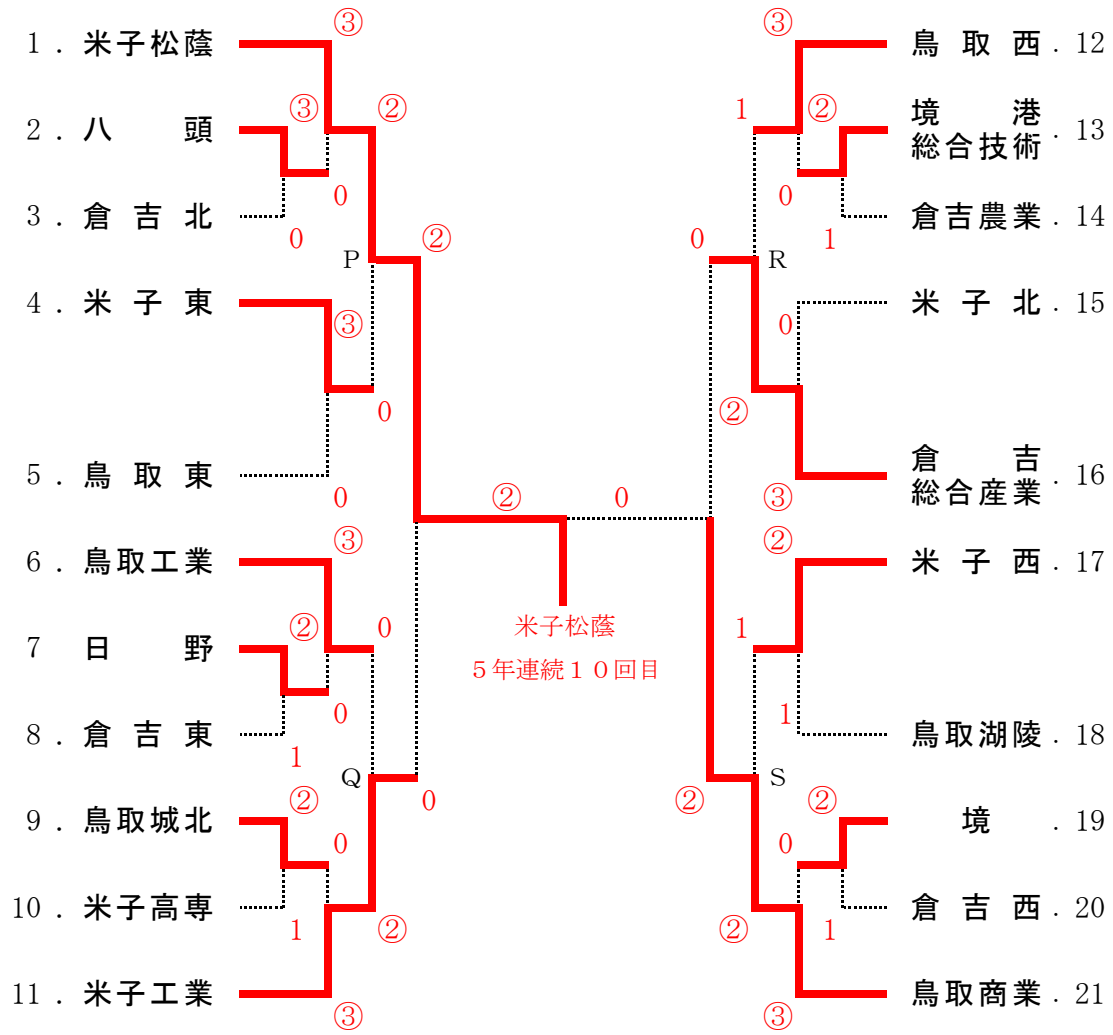 ③
1 . 米子松蔭
③ ②
2 . 八 頭
0
3 . 倉吉北
0
②
P
4 . 米子東
③
0
5 . 鳥取東
0
②
③
6 . 鳥取工業
② 0
7 日 野
0
8 . 倉吉東
1
Q
② 0
9 . 鳥取城北
0
10 . 米子高専
1 ②
11 . 米子工業
③
米子松蔭
5年連続10回目
③
鳥取西 . 12
1 ②
境港
総合技術 . 13
0
倉吉農業 . 14
1
0
R
米子北 . 15
0
②
倉吉
総合産業 . 16
③
0
②
米子西 . 17
1
1
鳥取湖陵 . 18
S
② ②
境 . 19
0
倉吉西 . 20
② 1
鳥取商業 . 21
③